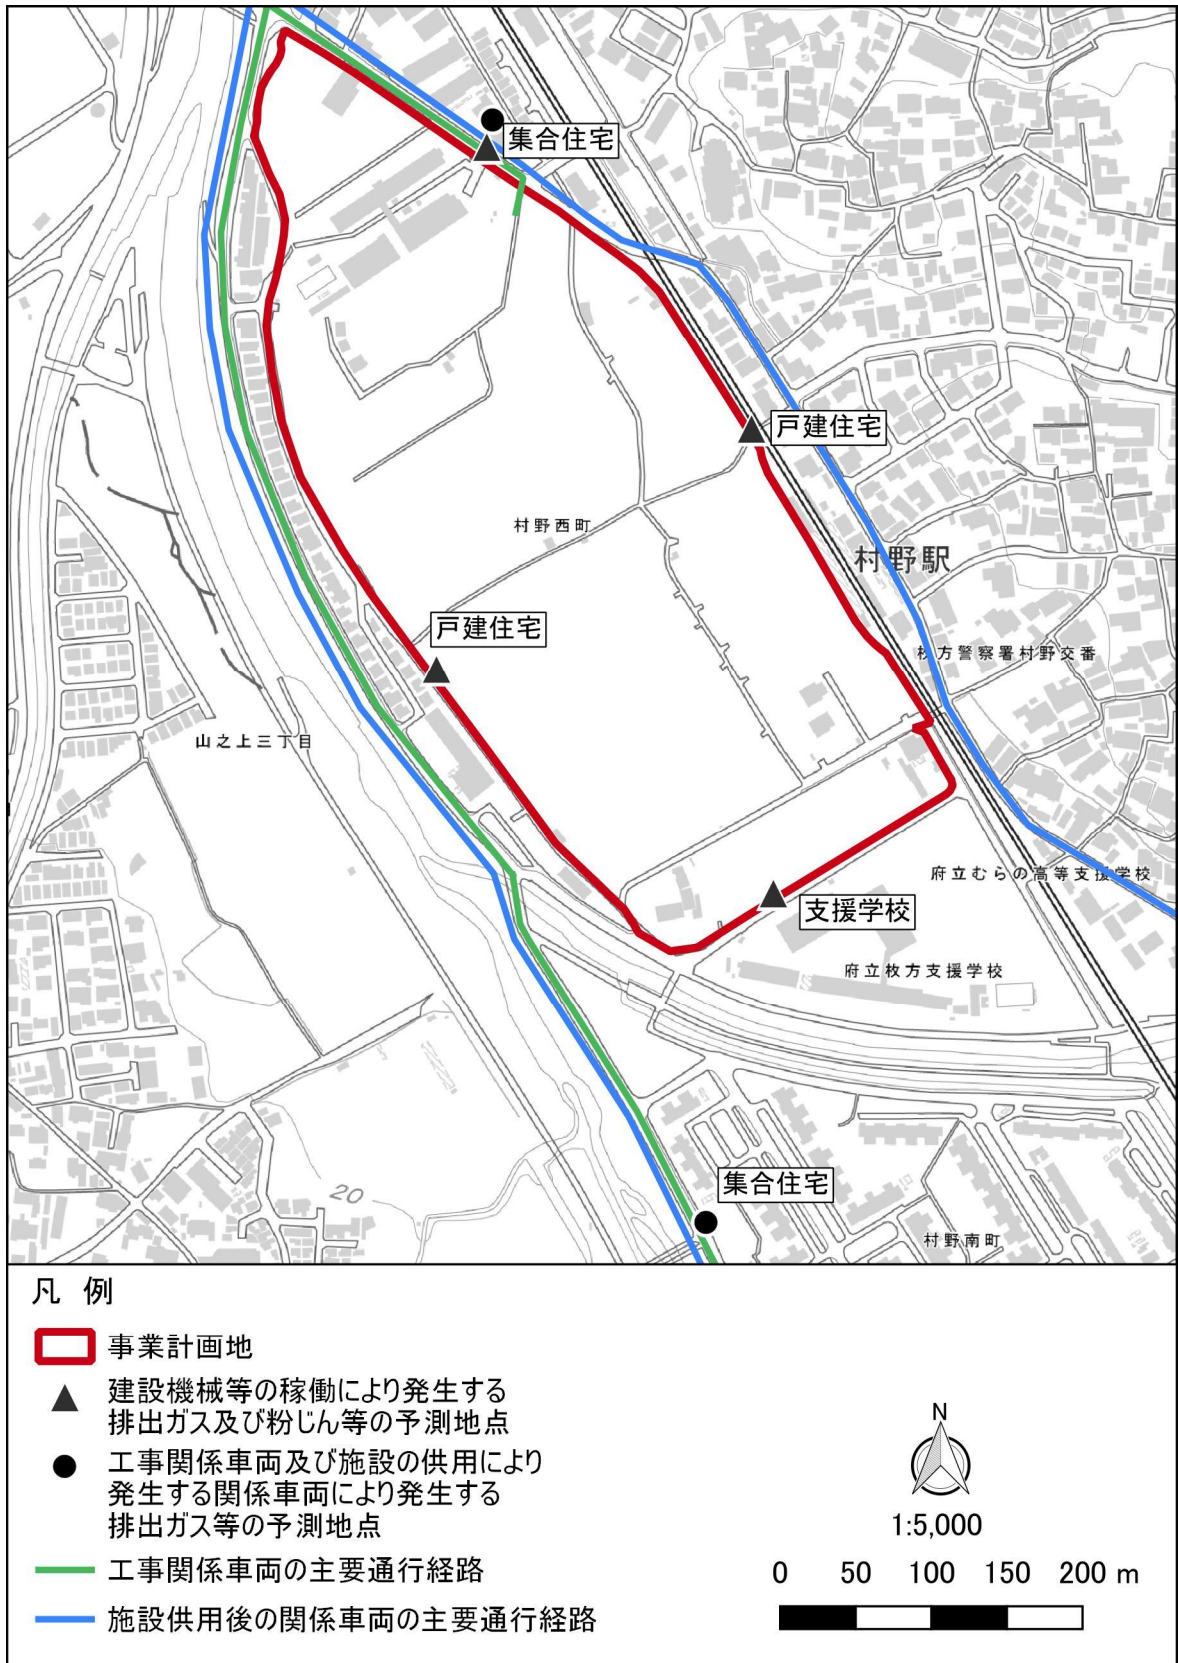 集合住宅
戸建住宅
村野西町
村野駅
戸建住宅
枚方警察署村野交番
山之上三丁目
府立むらの高等支援学校
支援学校
府立枚方支援学校
集合住宅
20
村野南町
凡 例
事業計画地
建設機械等の稼働により発生する
排出ガス及び粉じん等の予測地点
工事関係車両及び施設の供用により
発生する関係車両により発生する
排出ガス等の予測地点
工事関係車両の主要通行経路
施設供用後の関係車両の主要通行経路
N
1:5,000
0 50 100 150 200 m